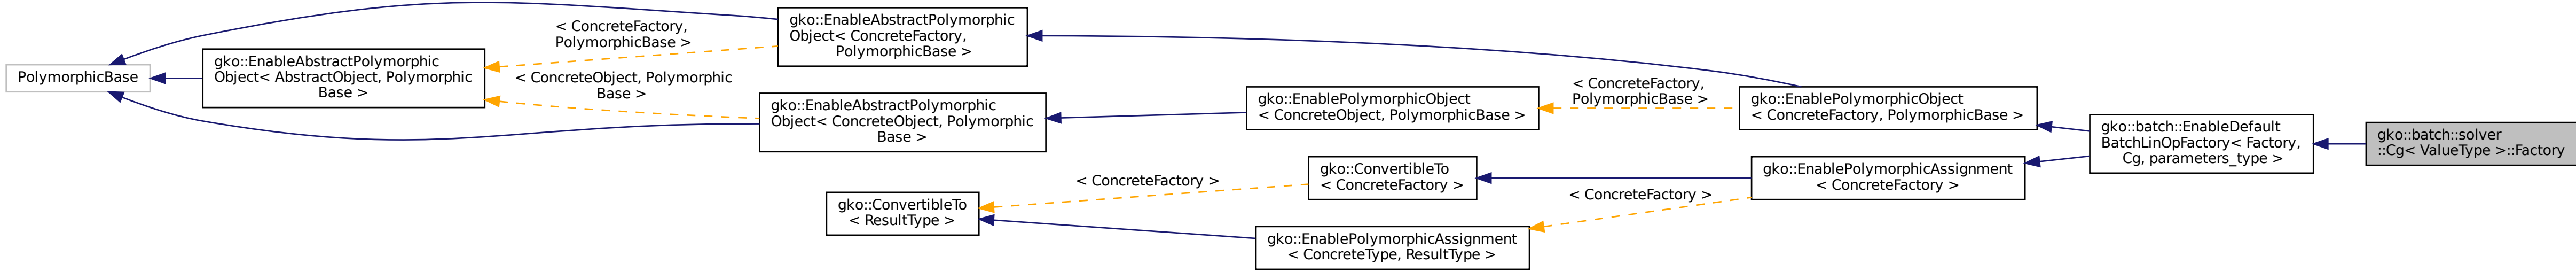 PolymorphicBase
gko::EnableAbstractPolymorphic
Object< AbstractObject, Polymorphic
Base >
< ConcreteFactory,
PolymorphicBase >
< ConcreteObject, Polymorphic
Base >
gko::EnableAbstractPolymorphic
Object< ConcreteFactory,
PolymorphicBase >
gko::EnableAbstractPolymorphic
Object< ConcreteObject, Polymorphic
Base >
gko::ConvertibleTo
< ResultType >
< ConcreteFactory >
gko::EnablePolymorphicObject
< ConcreteObject, PolymorphicBase >
gko::ConvertibleTo
< ConcreteFactory >
gko::EnablePolymorphicAssignment
< ConcreteType, ResultType >
< ConcreteFactory,
PolymorphicBase >
< ConcreteFactory >
gko::EnablePolymorphicObject
< ConcreteFactory, PolymorphicBase >
gko::EnablePolymorphicAssignment
< ConcreteFactory >
gko::batch::EnableDefault
BatchLinOpFactory< Factory,
Cg, parameters_type >
gko::batch::solver
::Cg< ValueType >::Factory